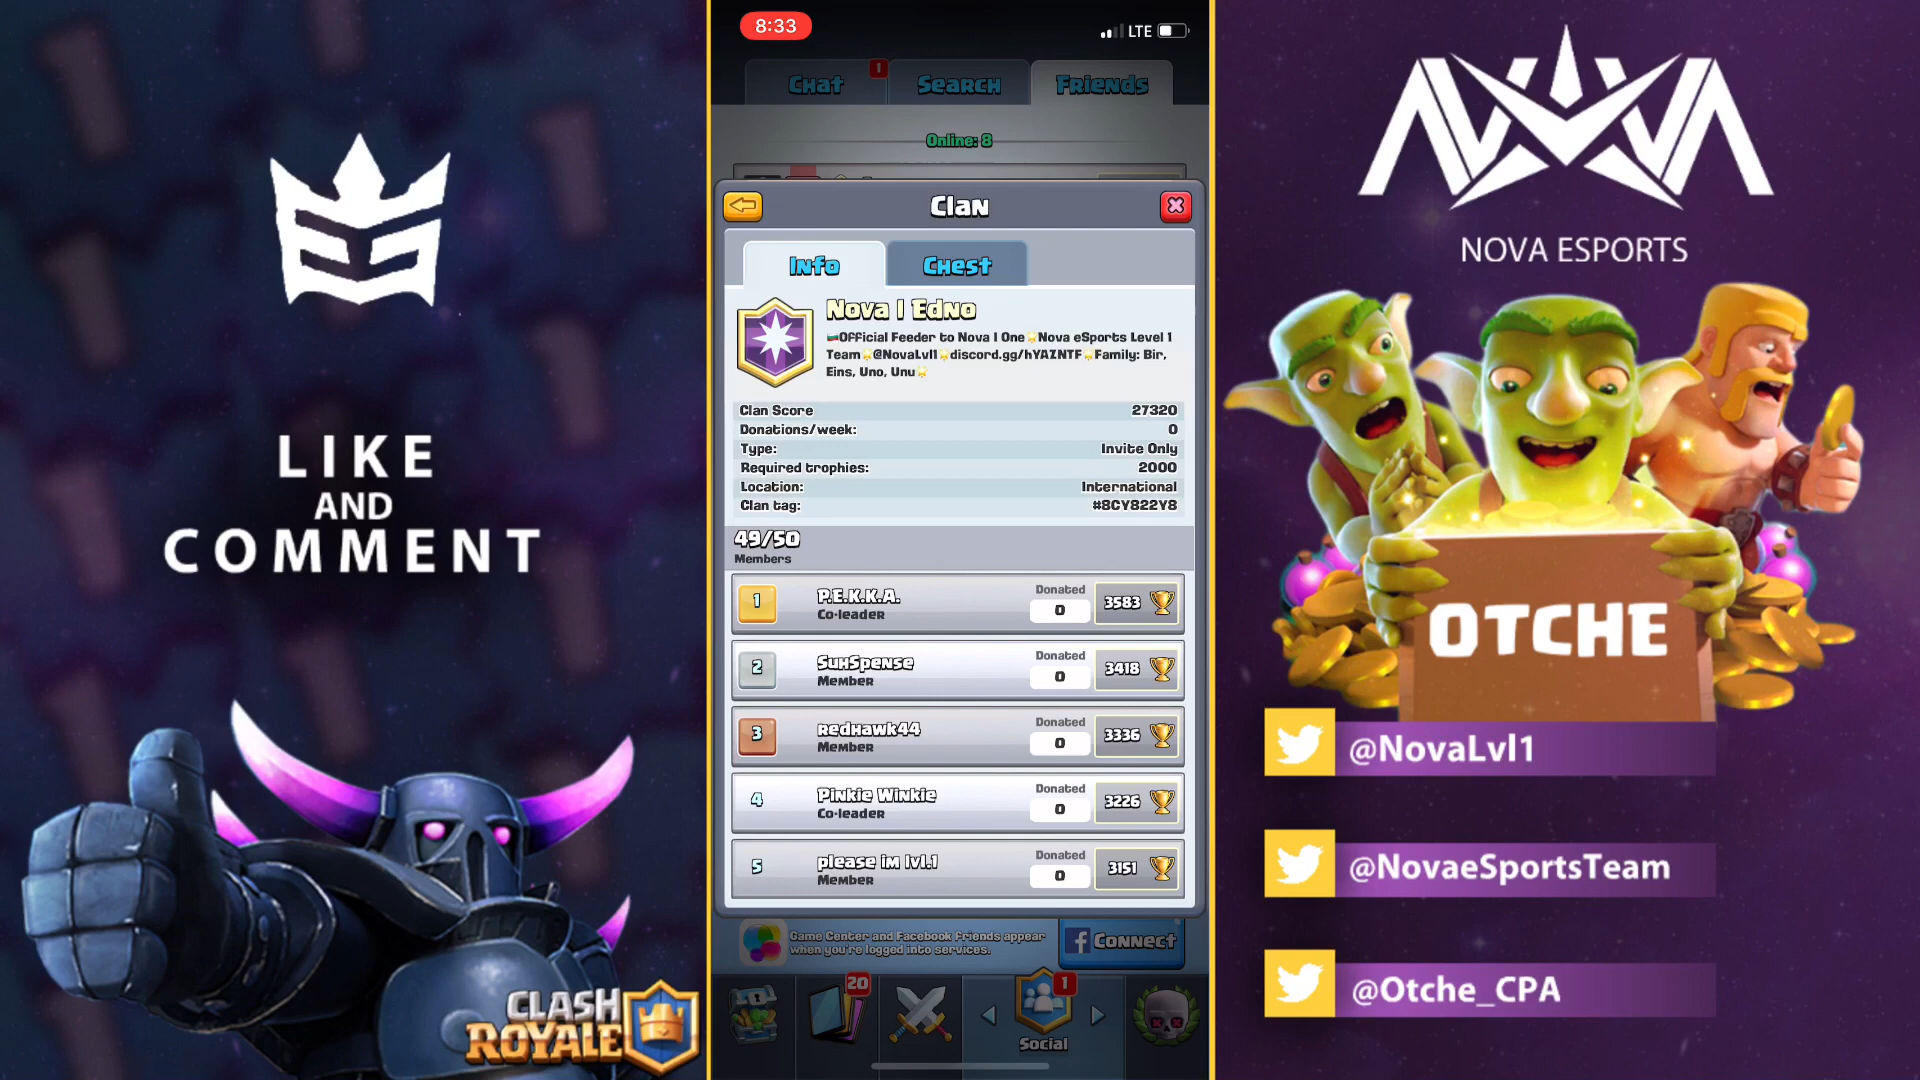 LIKE
AND
COMMENT
CLASH
ROYALE
8:33
LTE
Chat
1
Search
Friends
Online: 8
Clan
Info
Chest
Nova | Edno
Official Feeder to Nova | One Nova eSports Level 1
Team @NovaLvl1 discord.gg/hYAZNTF Family: Bir,
Eins, Uno, Unu
Clan Score 27320
Donations/week: 0
Type: Invite Only
Required trophies: 2000
Location: International
Clan tag: #8CY822Y8
49/50
Members
1 P.E.K.K.A. Co-leader Donated 0 3583
2 SuHSpense Member Donated 0 3418
3 redHawk44 Member Donated 0 3336
4 Pinkie Winkie Co-leader Donated 0 3226
5 please im lvl.1 Member Donated 0 3151
Game Center and Facebook friends appear
when you're logged into services.
f Connect
20
1
Social
NOVA
NOVA ESPORTS
OTCHE
@NovaLvl1
@NovaeSportsTeam
@Otche_CPA